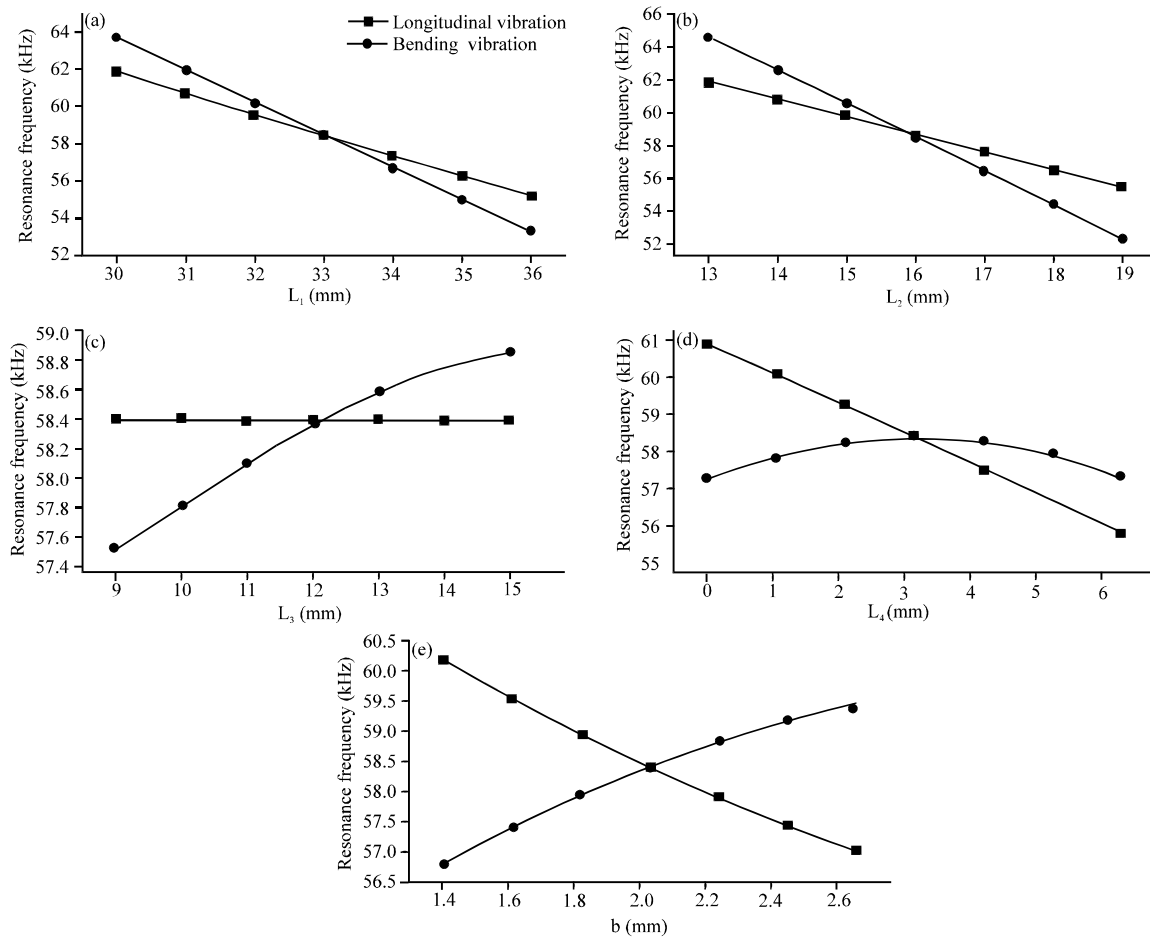 (a)
Longitudinal vibration
Bending vibration
Resonance frequency (kHz)
64
62
60
58
56
54
52
30 31 32 33 34 35 36
L₁ (mm)
(b)
Resonance frequency (kHz)
66
64
62
60
58
56
54
52
13 14 15 16 17 18 19
L₂ (mm)
(c)
Resonance frequency (kHz)
59.0
58.8
58.6
58.4
58.2
58.0
57.8
57.6
57.4
9 10 11 12 13 14 15
L₃ (mm)
(d)
Resonance frequency (kHz)
61
60
59
58
57
56
55
0 1 2 3 4 5 6
L₄ (mm)
(e)
Resonance frequency (kHz)
60.5
60.0
59.5
59.0
58.5
58.0
57.5
57.0
56.5
1.4 1.6 1.8 2.0 2.2 2.4 2.6
b (mm)